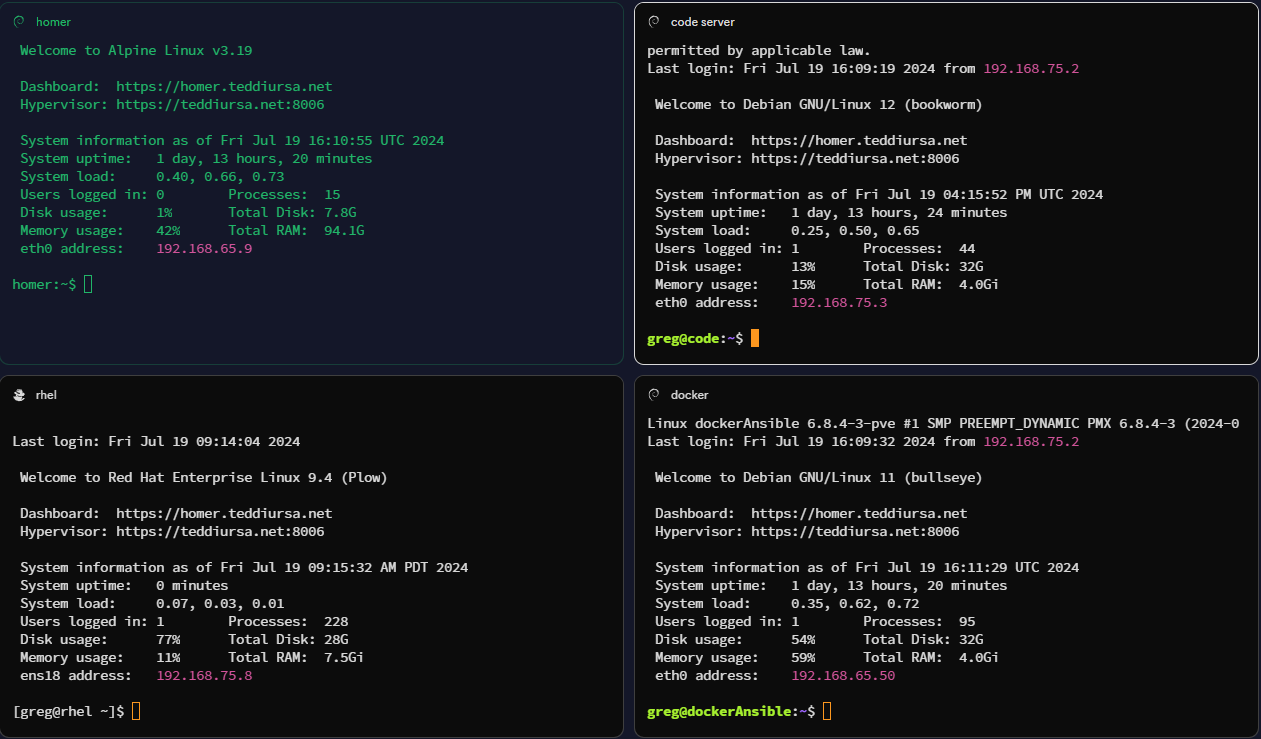 homer
Welcome to Alpine Linux v3.19
Dashboard:  https://homer.teddiursa.net
Hypervisor: https://teddiursa.net:8006
System information as of Fri Jul 19 16:10:55 UTC 2024
System uptime:   1 day, 13 hours, 20 minutes
System load:     0.40, 0.66, 0.73
Users logged in: 0        Processes:  15
Disk usage:      1%       Total Disk: 7.8G
Memory usage:    42%      Total RAM:  94.1G
eth0 address:    192.168.65.9
homer:~$
code server
permitted by applicable law.
Last login: Fri Jul 19 16:09:19 2024 from 192.168.75.2
Welcome to Debian GNU/Linux 12 (bookworm)
Dashboard:  https://homer.teddiursa.net
Hypervisor: https://teddiursa.net:8006
System information as of Fri Jul 19 04:15:52 PM UTC 2024
System uptime:   1 day, 13 hours, 24 minutes
System load:     0.25, 0.50, 0.65
Users logged in: 1        Processes:  44
Disk usage:      13%      Total Disk: 32G
Memory usage:    15%      Total RAM:  4.0Gi
eth0 address:    192.168.75.3
greg@code:~$
rhel
Last login: Fri Jul 19 09:14:04 2024
Welcome to Red Hat Enterprise Linux 9.4 (Plow)
Dashboard:  https://homer.teddiursa.net
Hypervisor: https://teddiursa.net:8006
System information as of Fri Jul 19 09:15:32 AM PDT 2024
System uptime:   0 minutes
System load:     0.07, 0.03, 0.01
Users logged in: 1        Processes:  228
Disk usage:      77%      Total Disk: 28G
Memory usage:    11%      Total RAM:  7.5Gi
ens18 address:   192.168.75.8
[greg@rhel ~]$
docker
Linux dockerAnsible 6.8.4-3-pve #1 SMP PREEMPT_DYNAMIC PMX 6.8.4-3 (2024-0
Last login: Fri Jul 19 16:09:32 2024 from 192.168.75.2
Welcome to Debian GNU/Linux 11 (bullseye)
Dashboard:  https://homer.teddiursa.net
Hypervisor: https://teddiursa.net:8006
System information as of Fri Jul 19 16:11:29 UTC 2024
System uptime:   1 day, 13 hours, 20 minutes
System load:     0.35, 0.62, 0.72
Users logged in: 1        Processes:  95
Disk usage:      54%      Total Disk: 32G
Memory usage:    59%      Total RAM:  4.0Gi
eth0 address:    192.168.65.50
greg@dockerAnsible:~$